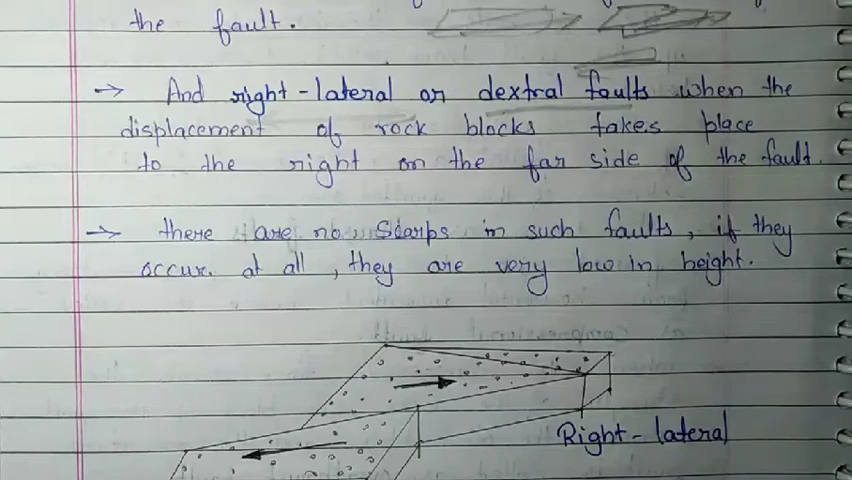 the fault.
→ And right-lateral or dextral faults when the
displacement of rock blocks takes place
to the right on the far side of the fault.
→ there are no, Scarps in such faults, if they
occur. at all, they are very low in height.
Right-lateral